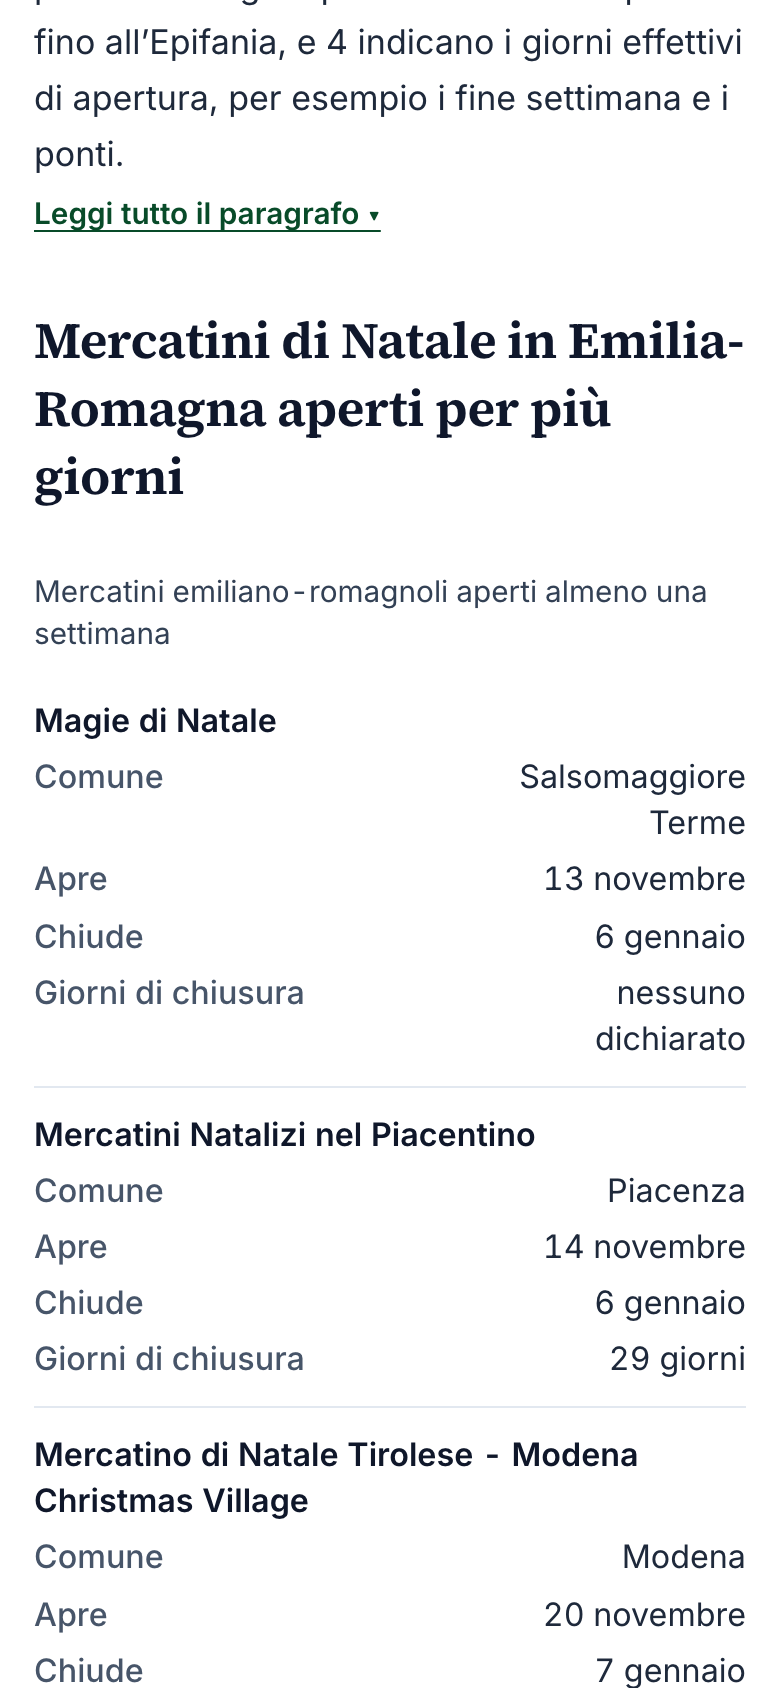 fino all’Epifania, e 4 indicano i giorni effettivi
di apertura, per esempio i fine settimana e i
ponti.
Leggi tutto il paragrafo ▾
Mercatini di Natale in Emilia-
Romagna aperti per più
giorni
Mercatini emiliano-romagnoli aperti almeno una
settimana
Magie di Natale
Comune Salsomaggiore
Terme
Apre 13 novembre
Chiude 6 gennaio
Giorni di chiusura nessuno
dichiarato
Mercatini Natalizi nel Piacentino
Comune Piacenza
Apre 14 novembre
Chiude 6 gennaio
Giorni di chiusura 29 giorni
Mercatino di Natale Tirolese - Modena
Christmas Village
Comune Modena
Apre 20 novembre
Chiude 7 gennaio